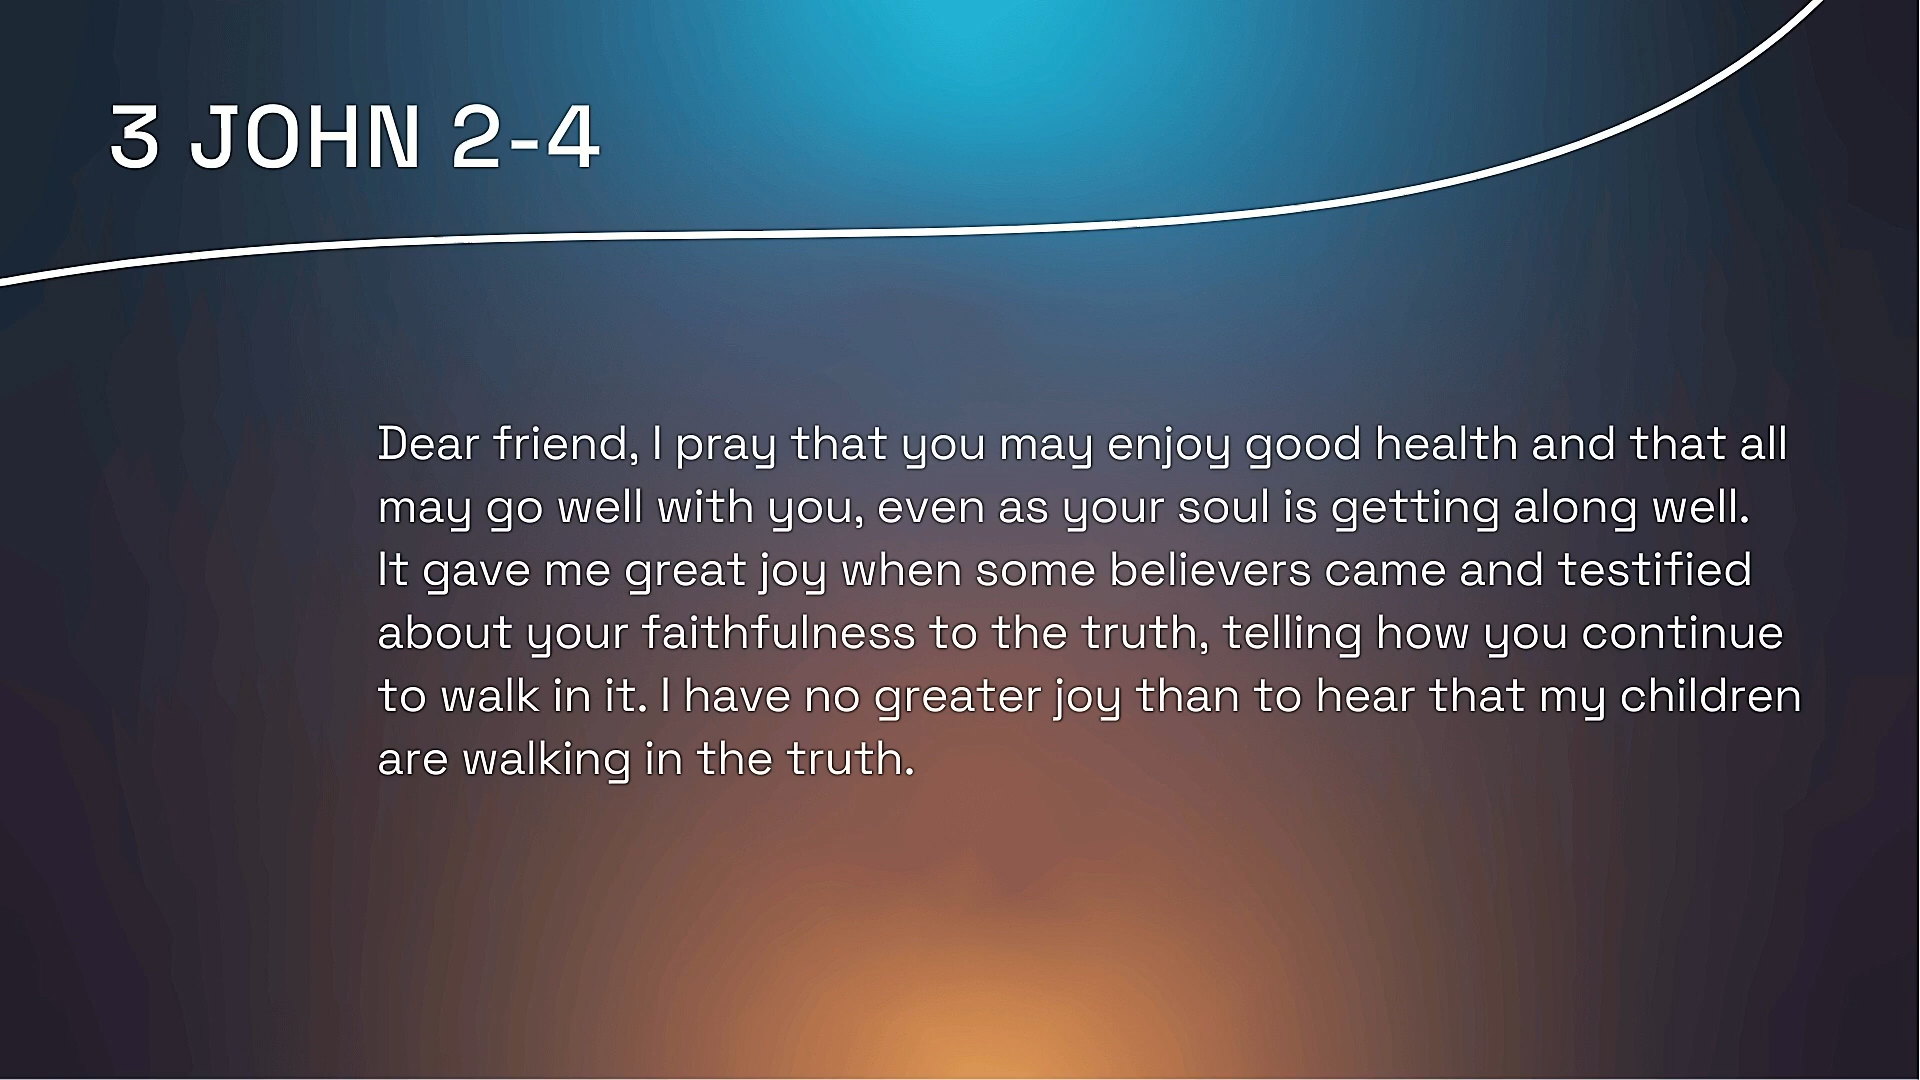 3 JOHN 2-4
Dear friend, I pray that you may enjoy good health and that all
may go well with you, even as your soul is getting along well.
It gave me great joy when some believers came and testified
about your faithfulness to the truth, telling how you continue
to walk in it. I have no greater joy than to hear that my children
are walking in the truth.